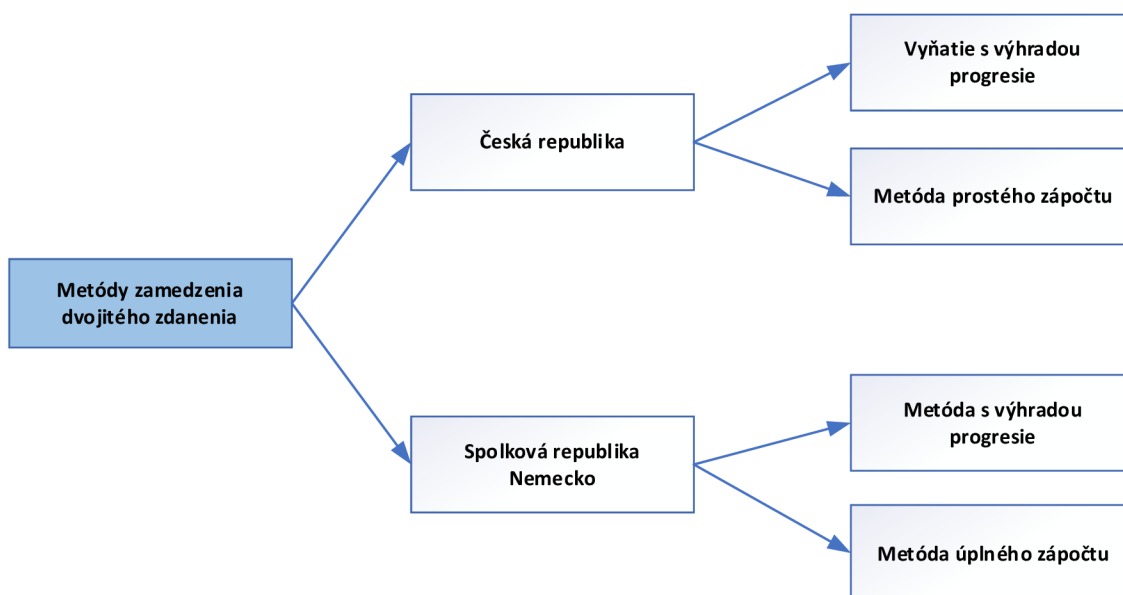 Vyňatie s výhradou
progresie
Česká republika
Metóda prostého zápočtu
Metódy zamedzenia
dvojitého zdanenia
Metóda s výhradou
progresie
Spolková republika
Nemecko
Metóda úplného zápočtu